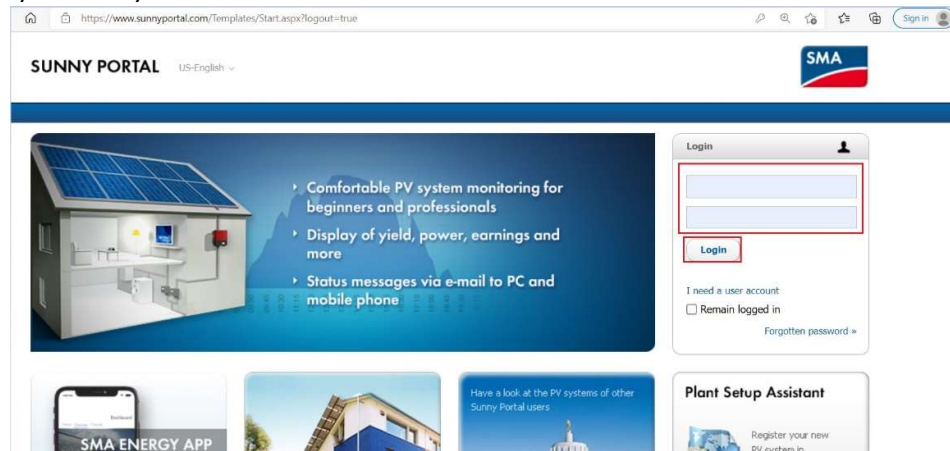 https://www.sunnyportal.com/Templates/Start.aspx?logout=true
Sign in
SUNNY PORTAL US-English
SMA
Comfortable PV system monitoring for
beginners and professionals
Display of yield, power, earnings and
more
Status messages via e-mail to PC and
mobile phone
Login
Login
I need a user account
Remain logged in
Forgotten password »
SMA ENERGY APP
Have a look at the PV systems of other
Sunny Portal users
Plant Setup Assistant
Register your new
PV system in